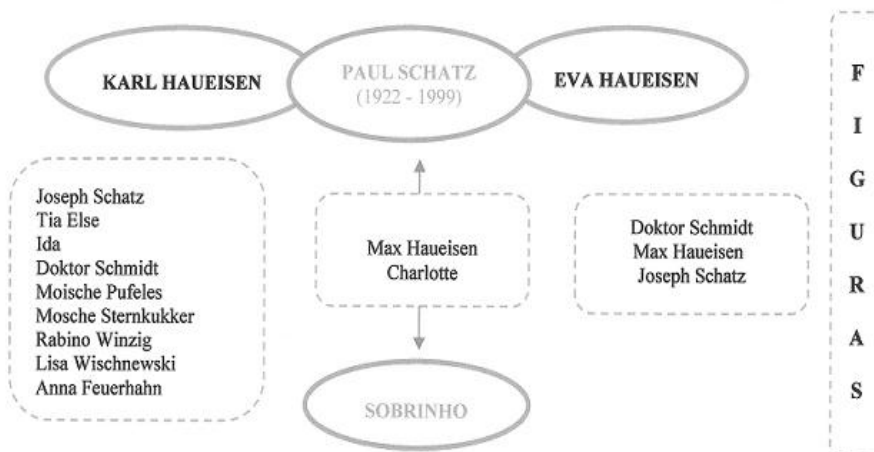 KARL HAUEISEN
PAUL SCHATZ
(1922 - 1999)
EVA HAUEISEN
Joseph Schatz
Tia Else
Ida
Doktor Schmidt
Moische Pufeles
Mosche Sternkukker
Rabino Winzig
Lisa Wischnewski
Anna Feuerhahn
Max Haueisen
Charlotte
Doktor Schmidt
Max Haueisen
Joseph Schatz
SOBRINHO
F
I
G
U
R
A
S